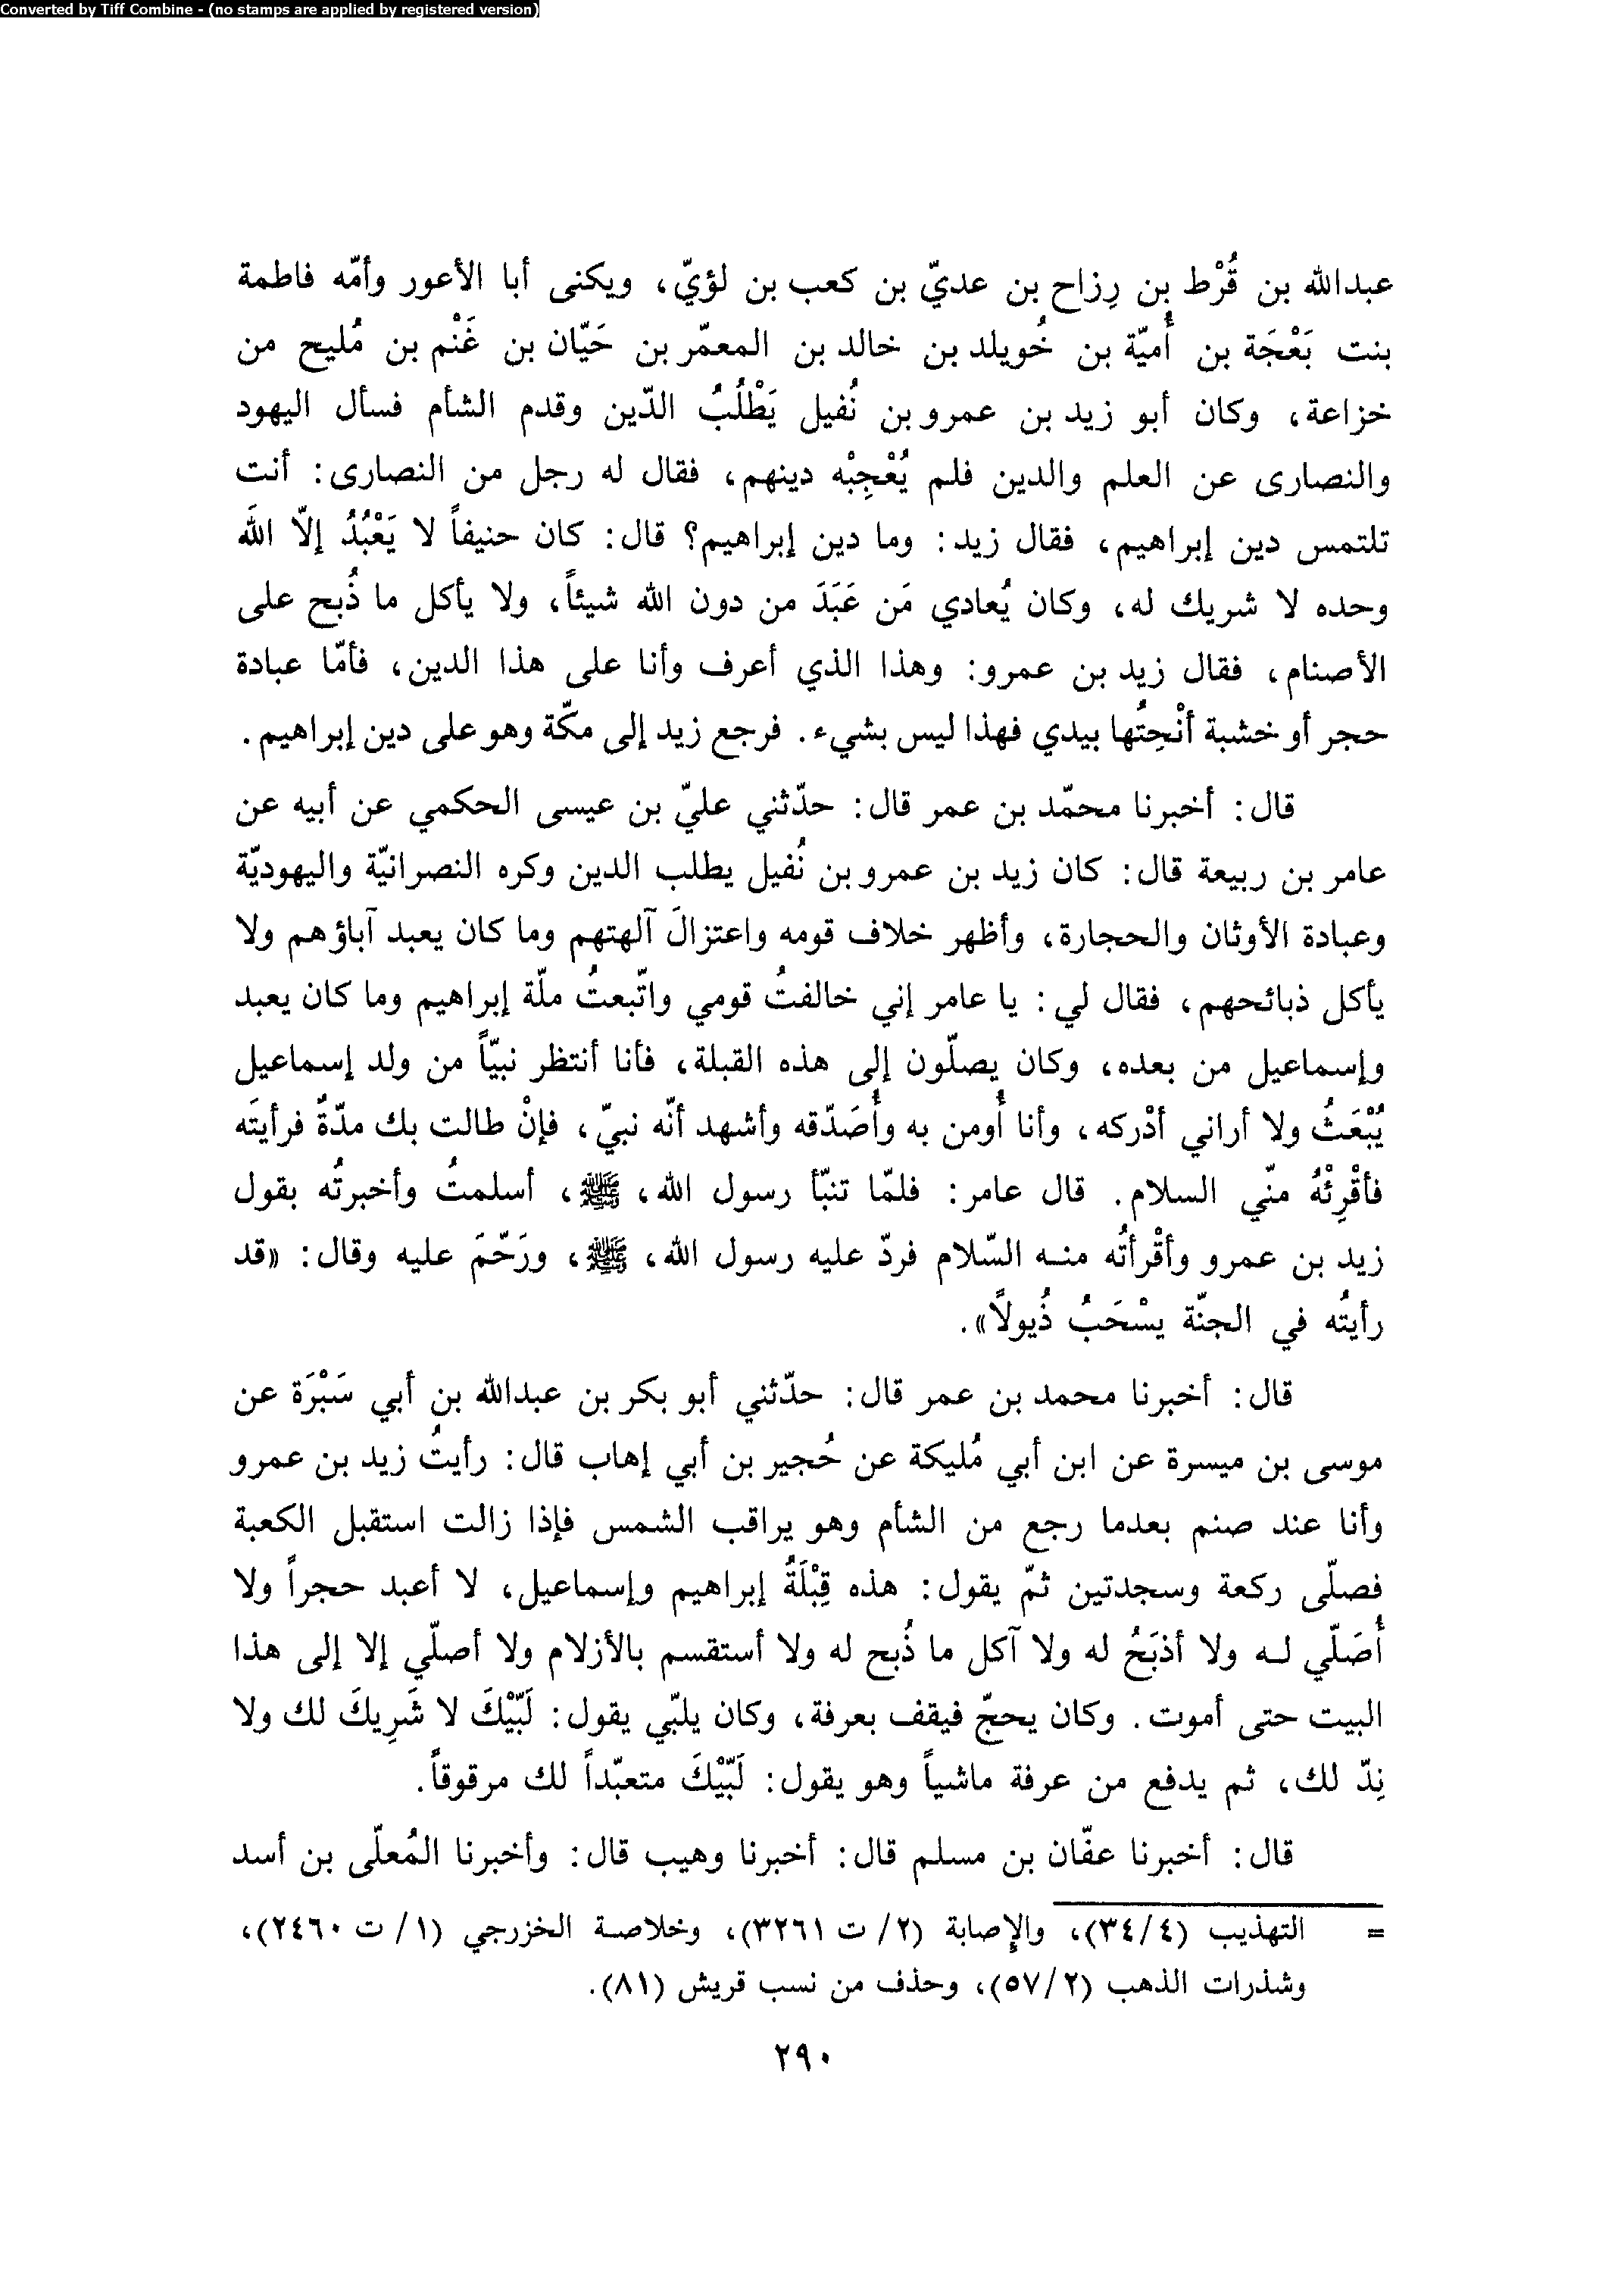 Converted by Tiff Combine - (no stamps are applied by registered version)
عبدالله بن قُرْط بن رِزاح بن عديّ بن كعب بن لؤيّ، ويكنى أبا الأعور وأمّه فاطمة
بنت بَعْجَة بن أُميّة بن خُويلد بن خالد بن المعمّر بن حَيّان بن غَنْم بن مُليح من
خزاعة، وكان أبو زيد بن عمرو بن نُفيل يَطْلُبُ الدّين وقدم الشأم فسأل اليهود
والنصارى عن العلم والدين فلم يُعْجِبْه دينهم، فقال له رجل من النصارى: أنت
تلتمس دين إبراهيم، فقال زيد: وما دين إبراهيم؟ قال: كان حنيفاً لا يَعْبُدُ إلاّ اللَّهَ
وحده لا شريك له، وكان يُعادي مَن عَبَدَ من دون الله شيئاً، ولا يأكل ما ذُبح على
الأصنام، فقال زيد بن عمرو: وهذا الذي أعرف وأنا على هذا الدين، فأمّا عبادة
حجر أو خشبة أنْحِتُها بيدي فهذا ليس بشيء. فرجع زيد إلى مكّة وهو على دين إبراهيم.
قال: أخبرنا محمّد بن عمر قال: حدّثني عليّ بن عيسى الحكمي عن أبيه عن
عامر بن ربيعة قال: كان زيد بن عمرو بن نُفيل يطلب الدين وكره النصرانيّة واليهوديّة
وعبادة الأوثان والحجارة، وأظهر خلاف قومه واعتزالَ آلهتهم وما كان يعبد آباؤهم ولا
يأكل ذبائحهم، فقال لي: يا عامر إني خالفتُ قومي واتّبعتُ ملّة إبراهيم وما كان يعبد
وإسماعيل من بعده، وكان يصلّون إلى هذه القبلة، فأنا أنتظر نبيّاً من ولد إسماعيل
يُبْعَثُ ولا أراني أدْركه، وأنا أُومن به وأُصَدّقه وأشهد أنّه نبيّ، فإنْ طالت بك مدّةٌ فرأيتَه
فأقْرِئْهُ منّي السلام. قال عامر: فلمّا تنبّأ رسول الله، ﷺ، أسلمتُ وأخبرتُه بقول
زيد بن عمرو وأقْرأتُه منه السّلام فردّ عليه رسول الله، ﷺ، ورَحّمَ عليه وقال: «قد
رأيتُه في الجنّة يسْحَبُ ذُيولاً».
قال: أخبرنا محمد بن عمر قال: حدّثني أبو بكر بن عبدالله بن أبي سَبْرَة عن
موسى بن ميسرة عن ابن أبي مُليكة عن حُجير بن أبي إهاب قال: رأيتُ زيد بن عمرو
وأنا عند صنم بعدما رجع من الشأم وهو يراقب الشمس فإذا زالت استقبل الكعبة
فصلّى ركعة وسجدتين ثمّ يقول: هذه قِبْلَةُ إبراهيم وإسماعيل، لا أعبد حجراً ولا
أُصَلّي له ولا أذبَحُ له ولا آكل ما ذُبح له ولا أستقسم بالأزلام ولا أصلّي إلا إلى هذا
البيت حتى أموت. وكان يحجّ فيقف بعرفة، وكان يلبّي يقول: لَبّيْكَ لا شَرِيكَ لك ولا
نِدّ لك، ثم يدفع من عرفة ماشياً وهو يقول: لَبّيْكَ متعبّداً لك مرقوقاً.
قال: أخبرنا عفّان بن مسلم قال: أخبرنا وهيب قال: وأخبرنا المُعلّى بن أسد
= التهذيب (٣٤/٤)، والإصابة (٢/ ت ٣٢٦١)، وخلاصة الخزرجي (١/ ت ٢٤٦٠)،
وشذرات الذهب (٥٧/٢)، وحذف من نسب قريش (٨١).
٢٩٠